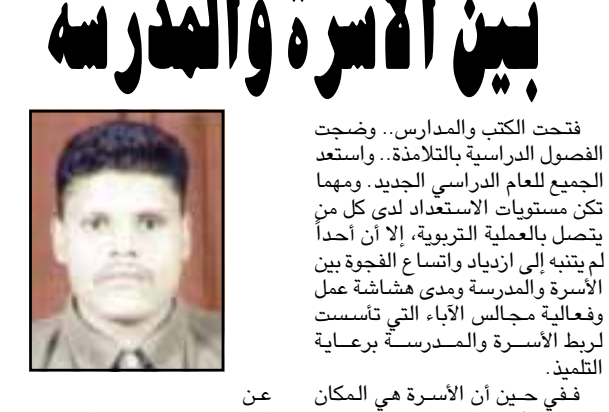 بين الأسرة والمدرسة
فتحت الكتب والمدارس.. وضجت
الفصول الدراسية بالتلامذة.. واستعد
الجميع للعام الدراسي الجديد. ومهما
تكن مستويات الاستعداد لدى كل من
يتصل بالعملية التربوية، إلا أن أحداً
لم يتنبه إلى ازدياد واتساع الفجوة بين
الأسرة والمدرسة ومدى هشاشة عمل
وفعالية مجالس الآباء التي تأسست
لربط الأسرة والمدرسة برعاية
التلميذ.
ففي حين أن الأسرة هي المكان
عن